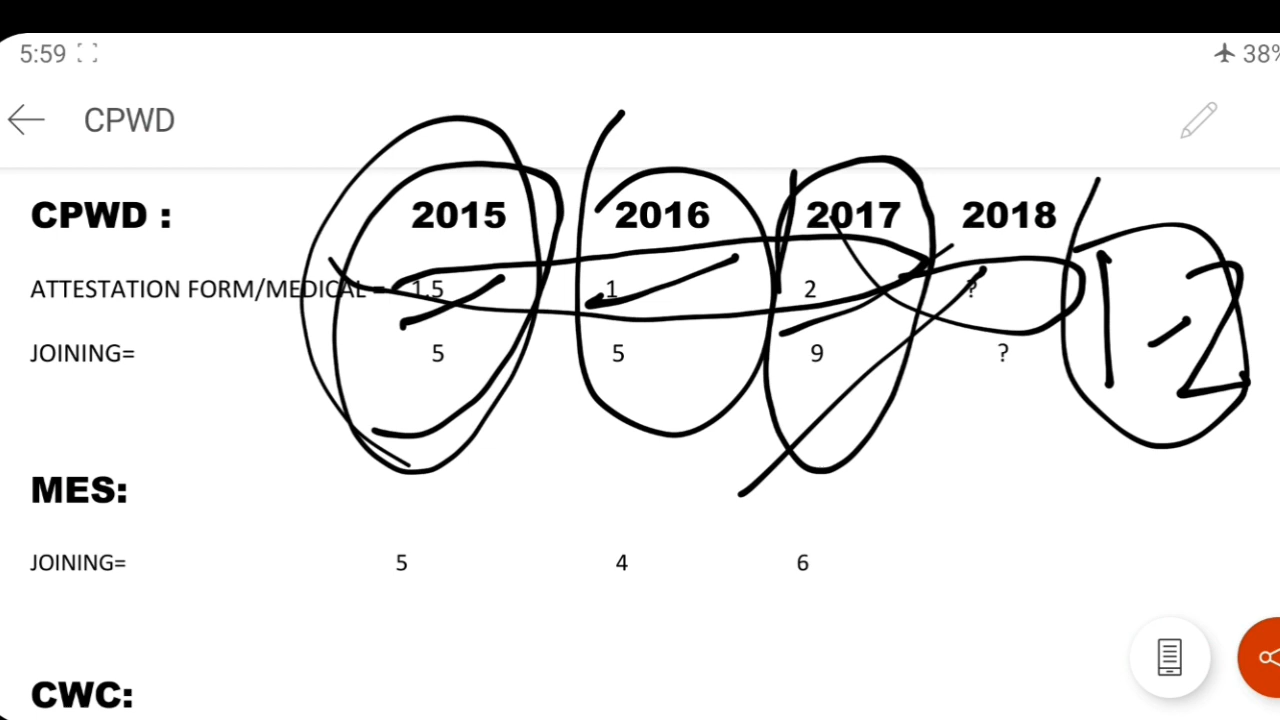 5:59 38%
CPWD
CPWD : 2015 2016 2017 2018
ATTESTATION FORM/MEDICAL = 1.5 1 2 ?
JOINING= 5 5 9 ?
1-2
MES:
JOINING= 5 4 6
CWC: